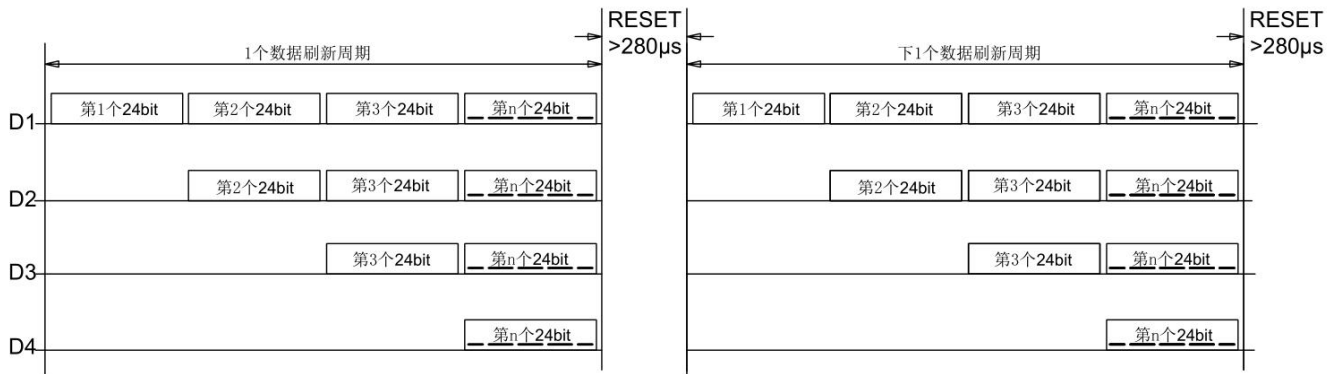 RESET
>280μs
RESET
>280μs
1个数据刷新周期
下1个数据刷新周期
D1
第1个24bit
第2个24bit
第3个24bit
第n个24bit
第1个24bit
第2个24bit
第3个24bit
第n个24bit
D2
第2个24bit
第3个24bit
第n个24bit
第2个24bit
第3个24bit
第n个24bit
D3
第3个24bit
第n个24bit
第3个24bit
第n个24bit
D4
第n个24bit
第n个24bit